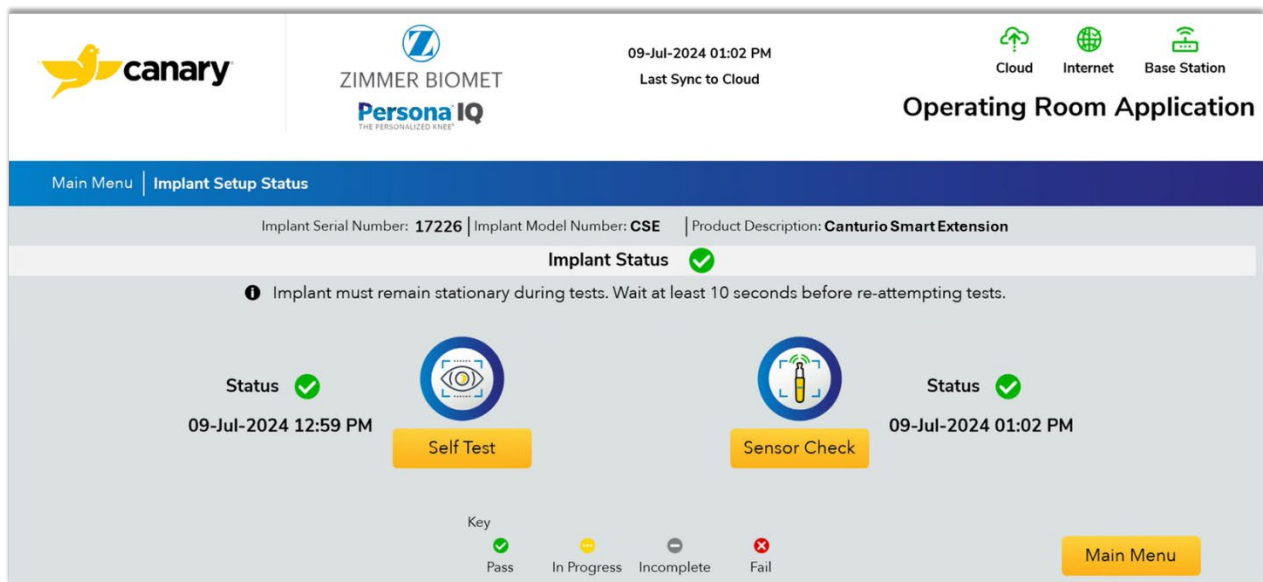 canary
ZIMMER BIOMET
Persona IQ
THE PERSONALIZED KNEE®
09-Jul-2024 01:02 PM
Last Sync to Cloud
Cloud Internet Base Station
Operating Room Application
Main Menu | Implant Setup Status
Implant Serial Number: 17226 | Implant Model Number: CSE | Product Description: Canturio Smart Extension
Implant Status
Implant must remain stationary during tests. Wait at least 10 seconds before re-attempting tests.
Status
09-Jul-2024 12:59 PM
Self Test
Sensor Check
Status
09-Jul-2024 01:02 PM
Key
Pass In Progress Incomplete Fail
Main Menu